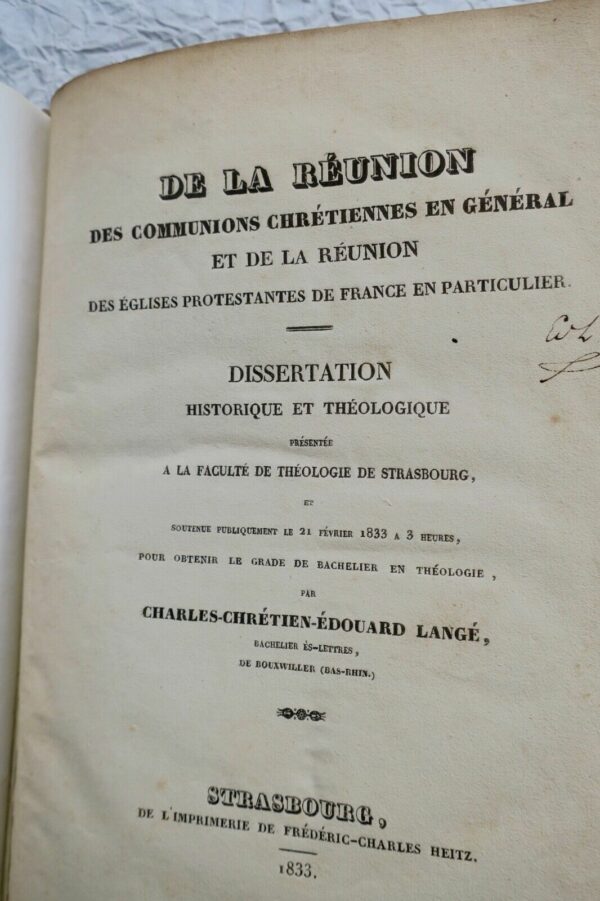 DE LA RÉUNION
DES COMMUNIONS CHRÉTIENNES EN GÉNÉRAL
ET DE LA RÉUNION
DES ÉGLISES PROTESTANTES DE FRANCE EN PARTICULIER.
DISSERTATION
HISTORIQUE ET THÉOLOGIQUE
PRÉSENTÉE
A LA FACULTÉ DE THÉOLOGIE DE STRASBOURG,
ET
SOUTENUE PUBLIQUEMENT LE 21 FÉVRIER 1833 A 3 HEURES,
POUR OBTENIR LE GRADE DE BACHELIER EN THÉOLOGIE,
PAR
CHARLES-CHRÉTIEN-ÉDOUARD LANGÉ,
BACHELIER ÈS-LETTRES,
DE BOUXWILLER (BAS-RHIN.)
STRASBOURG,
DE L'IMPRIMERIE DE FRÉDÉRIC-CHARLES HEITZ.
1833.